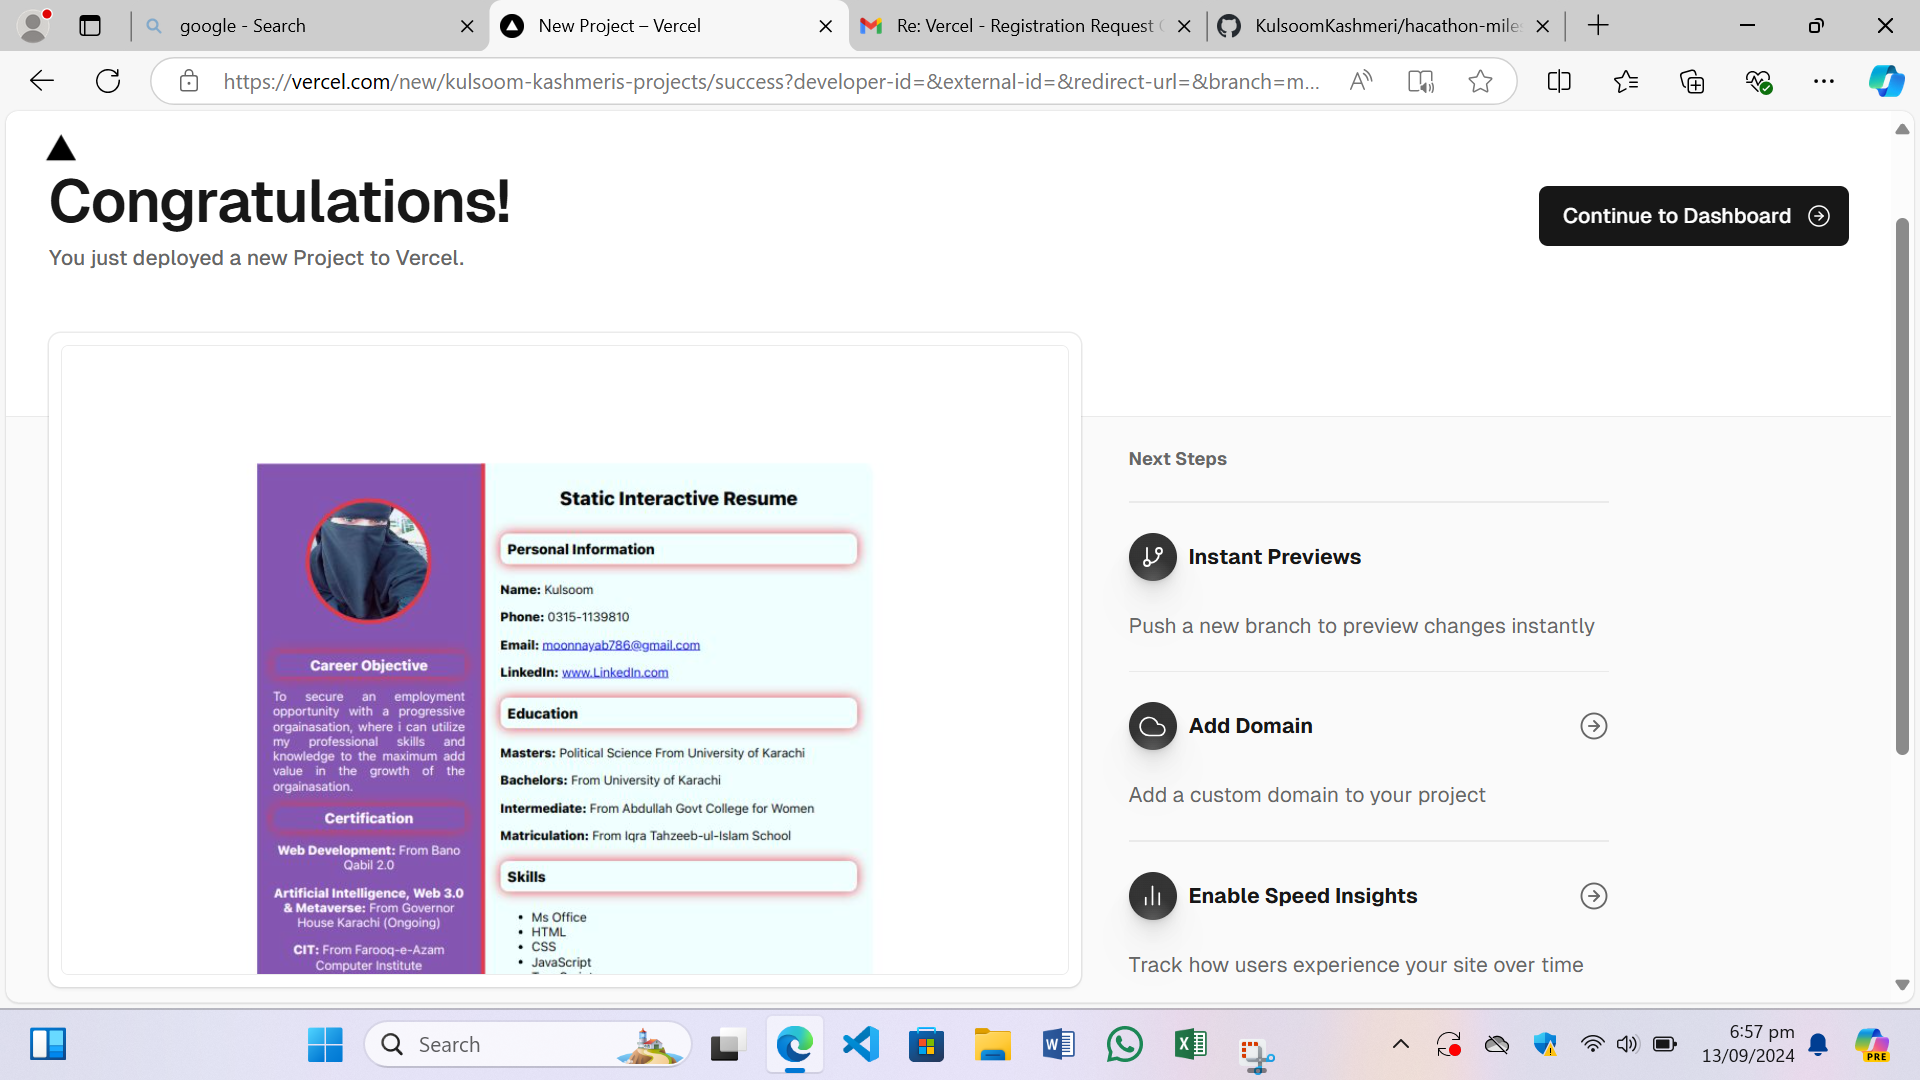 google - Search
New Project – Vercel
Re: Vercel - Registration Request
KulsoomKashmeri/hacathon-miles
https://vercel.com/new/kulsoom-kashmeris-projects/success?developer-id=&external-id=&redirect-url=&branch=m...
Congratulations!
You just deployed a new Project to Vercel.
Continue to Dashboard
Static Interactive Resume
Personal Information
Name: Kulsoom
Phone: 0315-1139810
Email: moonnayab786@gmail.com
LinkedIn: www.LinkedIn.com
Education
Masters: Political Science From University of Karachi
Bachelors: From University of Karachi
Intermediate: From Abdullah Govt College for Women
Matriculation: From Iqra Tahzeeb-ul-Islam School
Skills
• Ms Office
• HTML
• CSS
• JavaScript
Career Objective
To secure an employment
opportunity with a progressive
orgainasation, where i can utilize
my professional skills and
knowledge to the maximum add
value in the growth of the
orgainasation.
Certification
Web Development: From Bano
Qabil 2.0
Artificial Intelligence, Web 3.0
& Metaverse: From Governor
House Karachi (Ongoing)
CIT: From Farooq-e-Azam
Computer Institute
Next Steps
Instant Previews
Push a new branch to preview changes instantly
Add Domain
Add a custom domain to your project
Enable Speed Insights
Track how users experience your site over time
Search
6:57 pm
13/09/2024
PRE